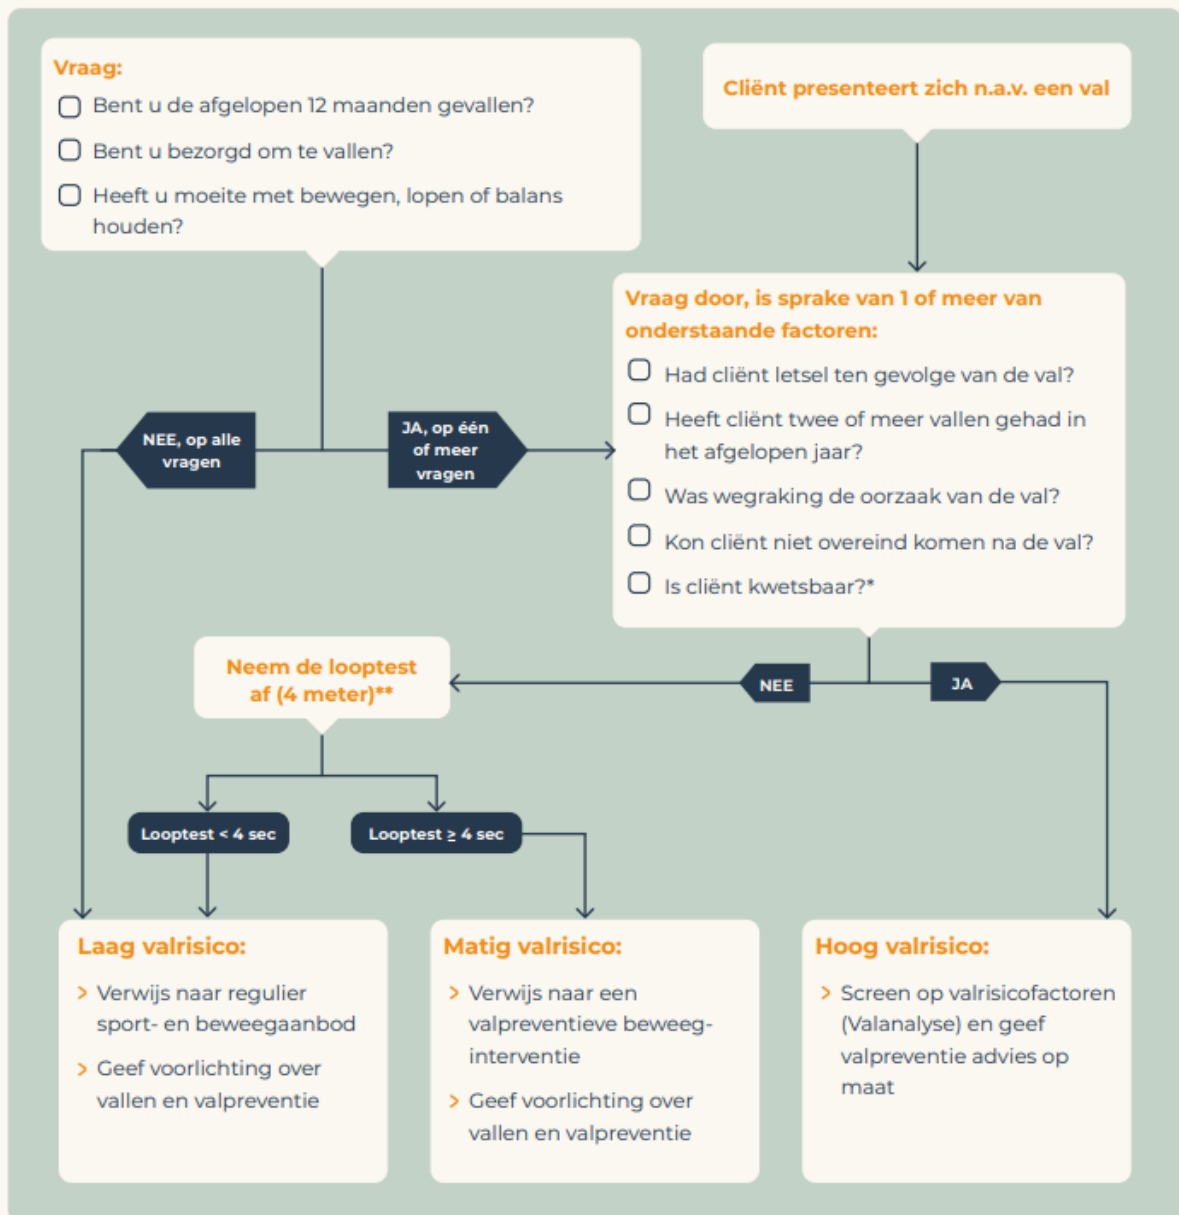 Vraag:
Bent u de afgelopen 12 maanden gevallen?
Bent u bezorgd om te vallen?
Heeft u moeite met bewegen, lopen of balans
houden?
Cliënt presenteert zich n.a.v. een val
Vraag door, is sprake van 1 of meer van
onderstaande factoren:
Had cliënt letsel ten gevolge van de val?
Heeft cliënt twee of meer vallen gehad in
het afgelopen jaar?
Was wegraking de oorzaak van de val?
Kon cliënt niet overeind komen na de val?
Is cliënt kwetsbaar?*
NEE, op alle
vragen
JA, op één
of meer
vragen
NEE
JA
Neem de looptest
af (4 meter)**
Looptest < 4 sec
Looptest ≥ 4 sec
Laag valrisico:
> Verwijs naar regulier
sport- en beweegaanbod
> Geef voorlichting over
vallen en valpreventie
Matig valrisico:
> Verwijs naar een
valpreventieve beweeg-
interventie
> Geef voorlichting over
vallen en valpreventie
Hoog valrisico:
> Screen op valrisicofactoren
(Valanalyse) en geef
valpreventie advies op
maat